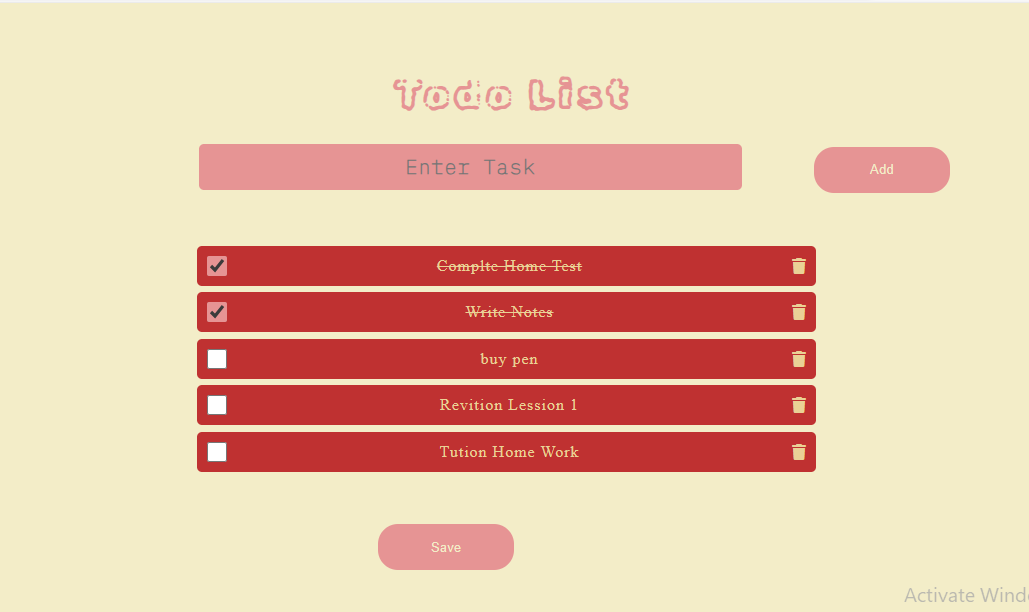 Todo List
Enter Task
Add
Complte Home Test
Write Notes
buy pen
Revition Lession 1
Tution Home Work
Save
Activate Wind